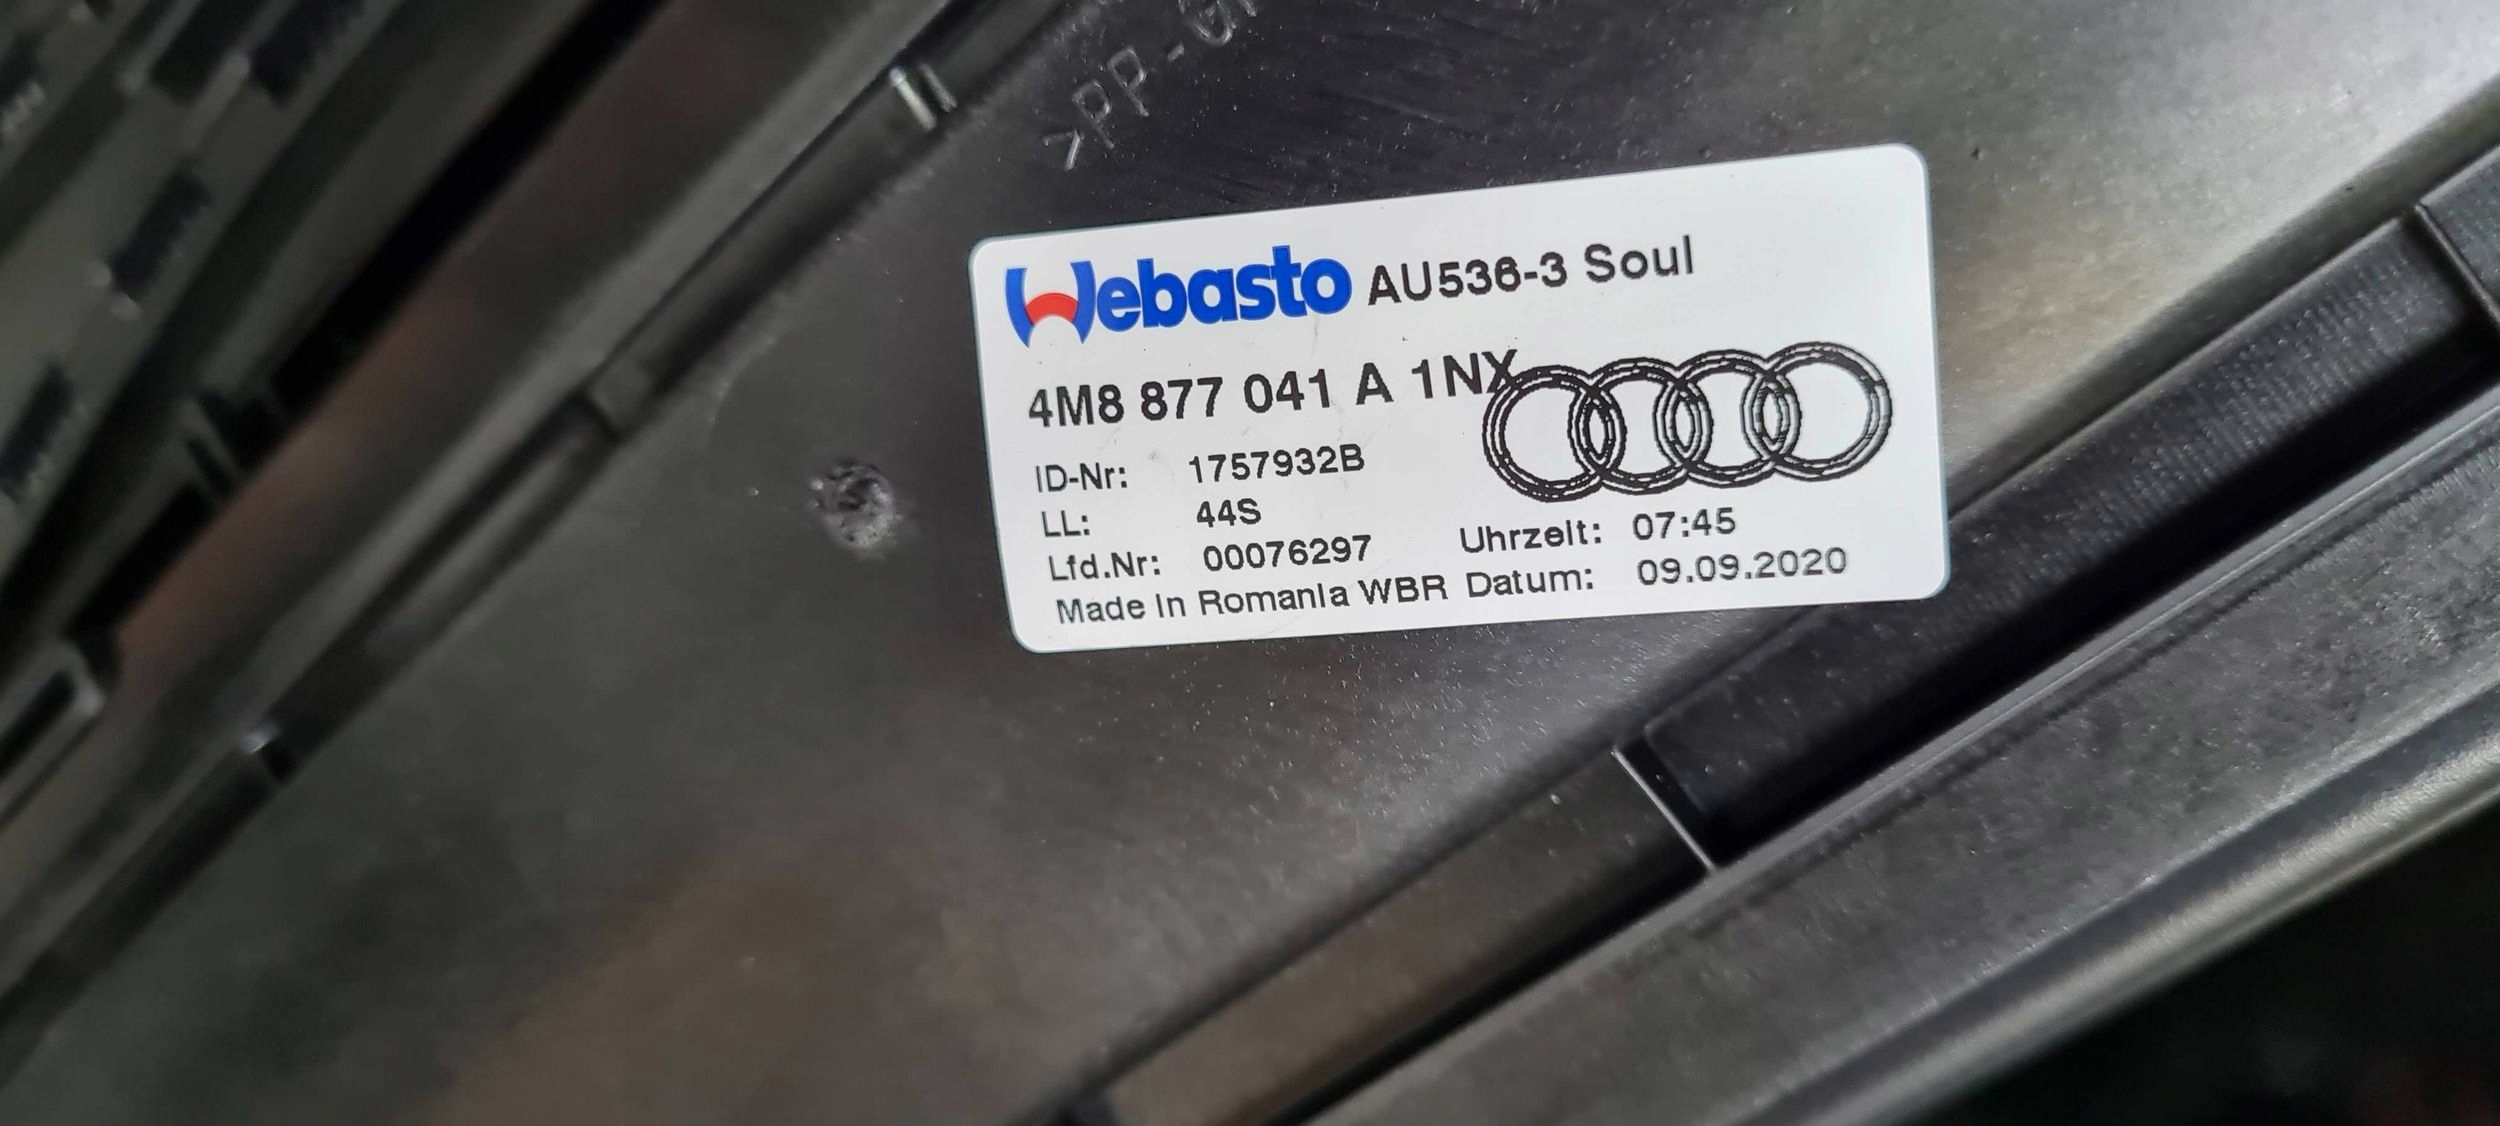 >PP-
Webasto AU536-3 Soul
4M8 877 041 A 1NX
ID-Nr: 1757932B
LL: 44S
Lfd.Nr: 00076297 Uhrzeit: 07:45
Made in Romania WBR Datum: 09.09.2020